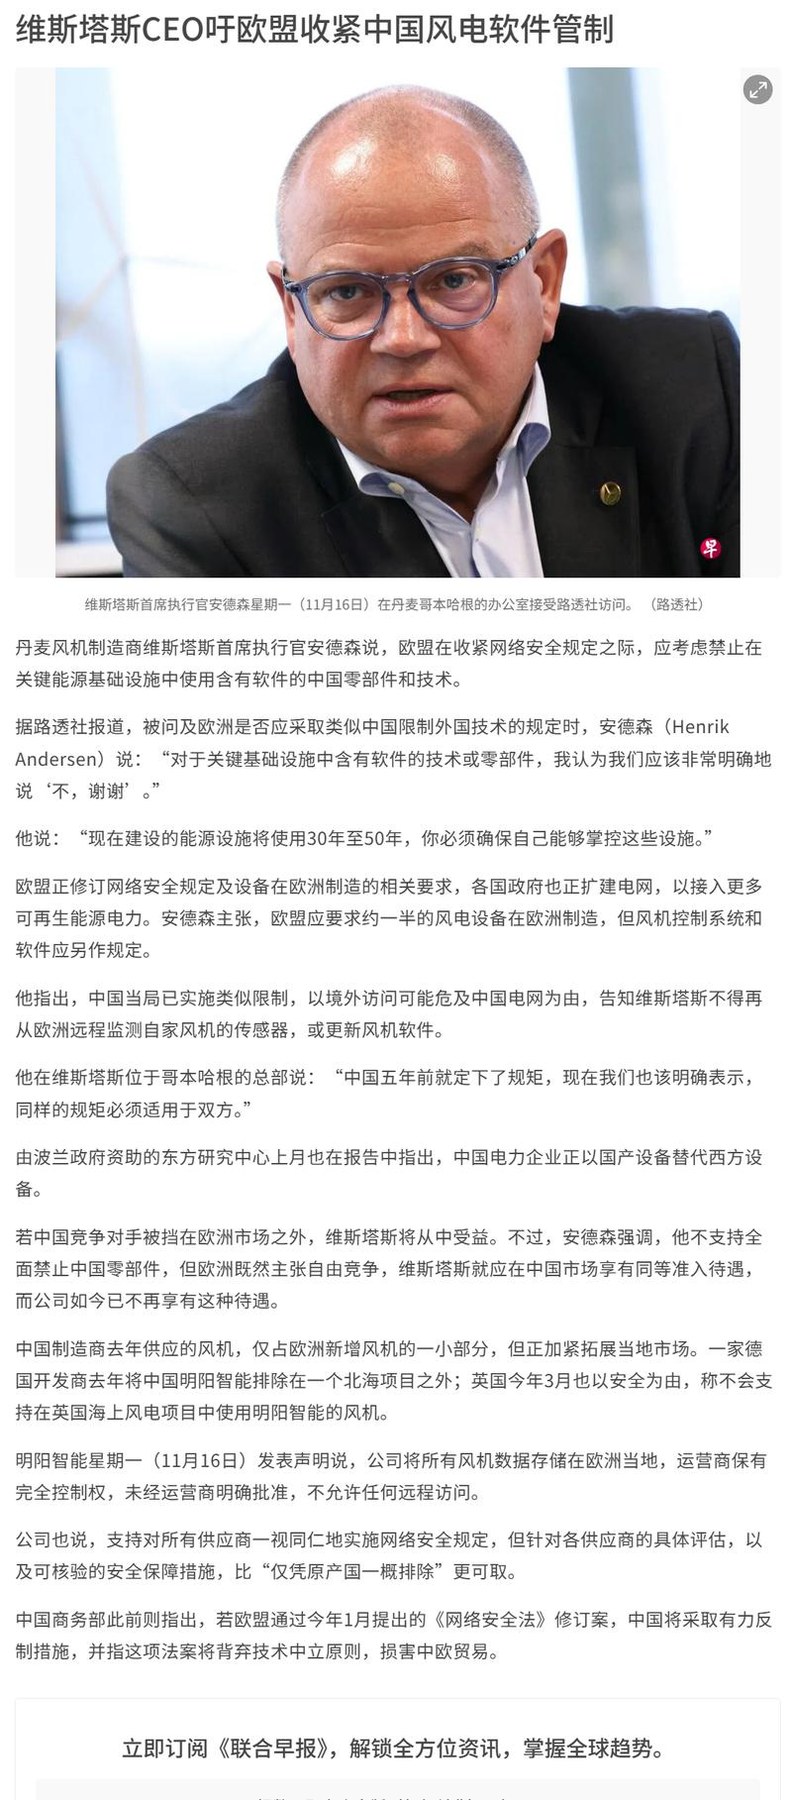 维斯塔斯CEO吁欧盟收紧中国风电软件管制
早
维斯塔斯首席执行官安德森星期一（11月16日）在丹麦哥本哈根的办公室接受路透社访问。（路透社）
丹麦风机制造商维斯塔斯首席执行官安德森说，欧盟在收紧网络安全规定之际，应考虑禁止在
关键能源基础设施中使用含有软件的中国零部件和技术。
据路透社报道，被问及欧洲是否应采取类似中国限制外国技术的规定时，安德森（Henrik
Andersen）说：“对于关键基础设施中含有软件的技术或零部件，我认为我们应该非常明确地
说‘不，谢谢’。”
他说：“现在建设的能源设施将使用30年至50年，你必须确保自己能够掌控这些设施。”
欧盟正修订网络安全规定及设备在欧洲制造的相关要求，各国政府也正扩建电网，以接入更多
可再生能源电力。安德森主张，欧盟应要求约一半的风电设备在欧洲制造，但风机控制系统和
软件应另作规定。
他指出，中国当局已实施类似限制，以境外访问可能危及中国电网为由，告知维斯塔斯不得再
从欧洲远程监测自家风机的传感器，或更新风机软件。
他在维斯塔斯位于哥本哈根的总部说：“中国五年前就定下了规矩，现在我们也该明确表示，
同样的规矩必须适用于双方。”
由波兰政府资助的东方研究中心上月也在报告中指出，中国电力企业正以国产设备替代西方设
备。
若中国竞争对手被挡在欧洲市场之外，维斯塔斯将从中受益。不过，安德森强调，他不支持全
面禁止中国零部件，但欧洲既然主张自由竞争，维斯塔斯就应在中国市场享有同等准入待遇，
而公司如今已不再享有这种待遇。
中国制造商去年供应的风机，仅占欧洲新增风机的一小部分，但正加紧拓展当地市场。一家德
国开发商去年将中国明阳智能排除在一个北海项目之外；英国今年3月也以安全为由，称不会支
持在英国海上风电项目中使用明阳智能的风机。
明阳智能星期一（11月16日）发表声明说，公司将所有风机数据存储在欧洲当地，运营商保有
完全控制权，未经运营商明确批准，不允许任何远程访问。
公司也说，支持对所有供应商一视同仁地实施网络安全规定，但针对各供应商的具体评估，以
及可核验的安全保障措施，比“仅凭原产国一概排除”更可取。
中国商务部此前则指出，若欧盟通过今年1月提出的《网络安全法》修订案，中国将采取有力反
制措施，并指这项法案将背弃技术中立原则，损害中欧贸易。
立即订阅《联合早报》，解锁全方位资讯，掌握全球趋势。